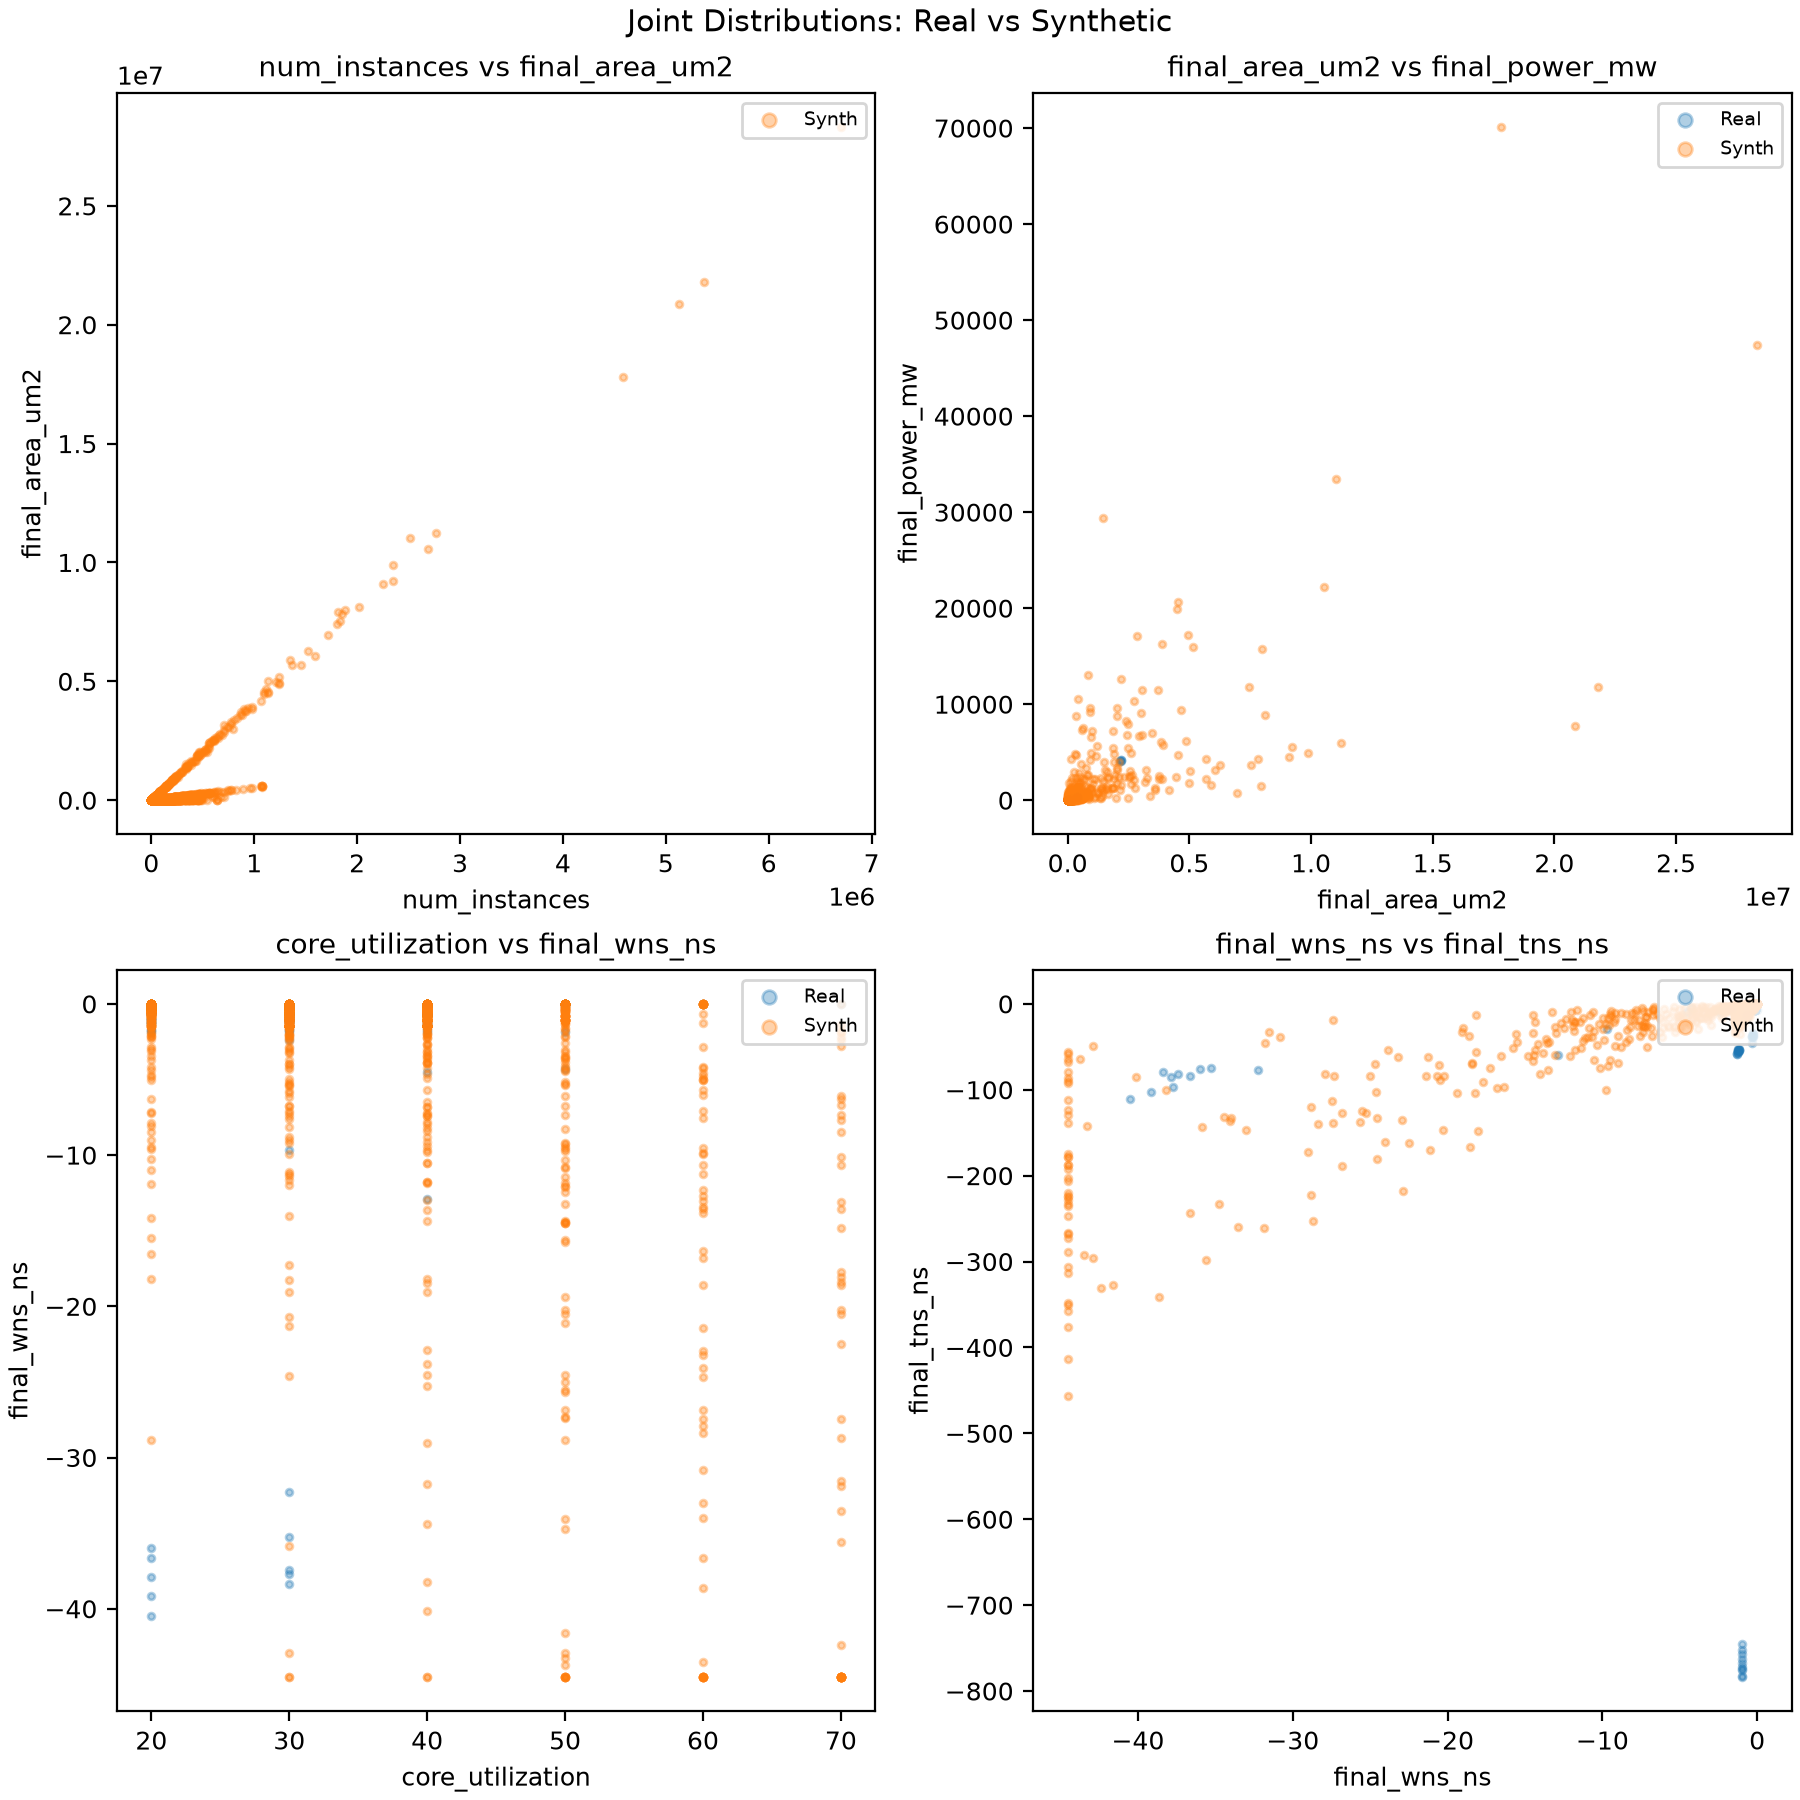 Joint Distributions: Real vs Synthetic
num_instances vs final_area_um2
1e7
Synth
final_area_um2
2.5
2.0
1.5
1.0
0.5
0.0
0 1 2 3 4 5 6 7
1e6
num_instances
final_area_um2 vs final_power_mw
Real
Synth
final_power_mw
70000
60000
50000
40000
30000
20000
10000
0
0.0 0.5 1.0 1.5 2.0 2.5
1e7
final_area_um2
core_utilization vs final_wns_ns
Real
Synth
final_wns_ns
0
−10
−20
−30
−40
20 30 40 50 60 70
core_utilization
final_wns_ns vs final_tns_ns
Real
Synth
final_tns_ns
0
−100
−200
−300
−400
−500
−600
−700
−800
−40 −30 −20 −10 0
final_wns_ns